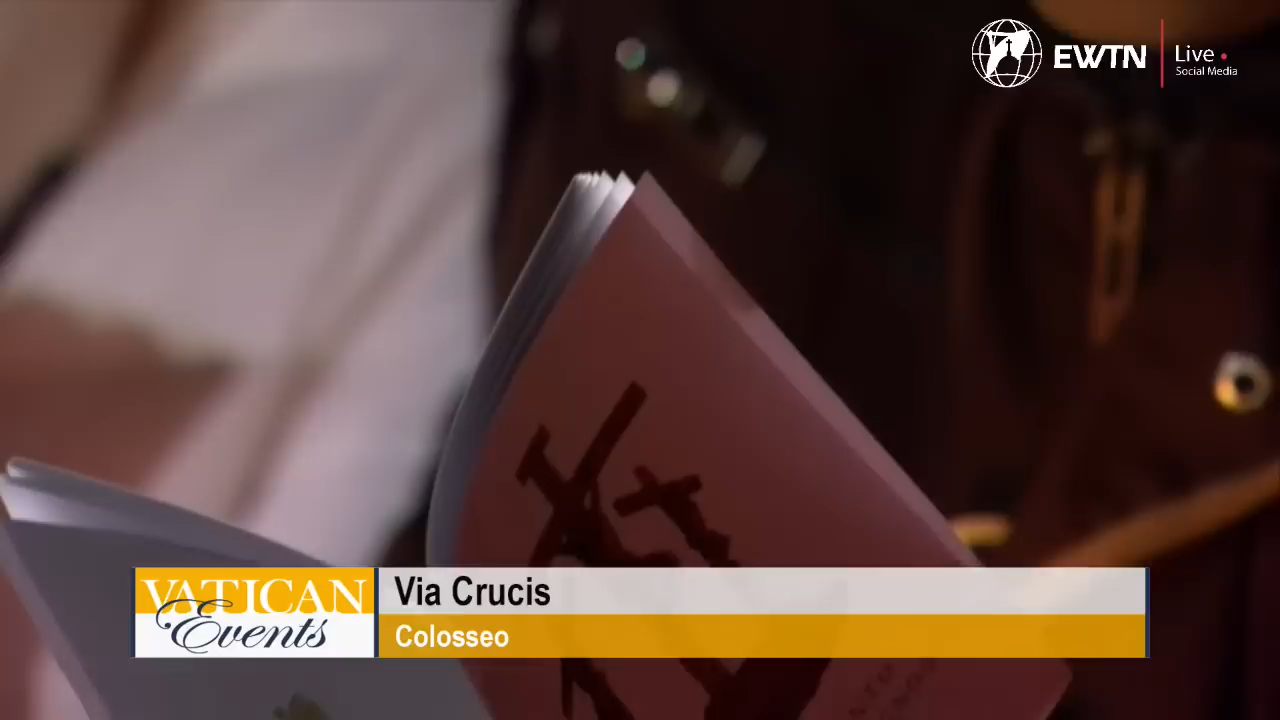 EWTN
Live
Social Media
VATICAN
Events
Via Crucis
Colosseo